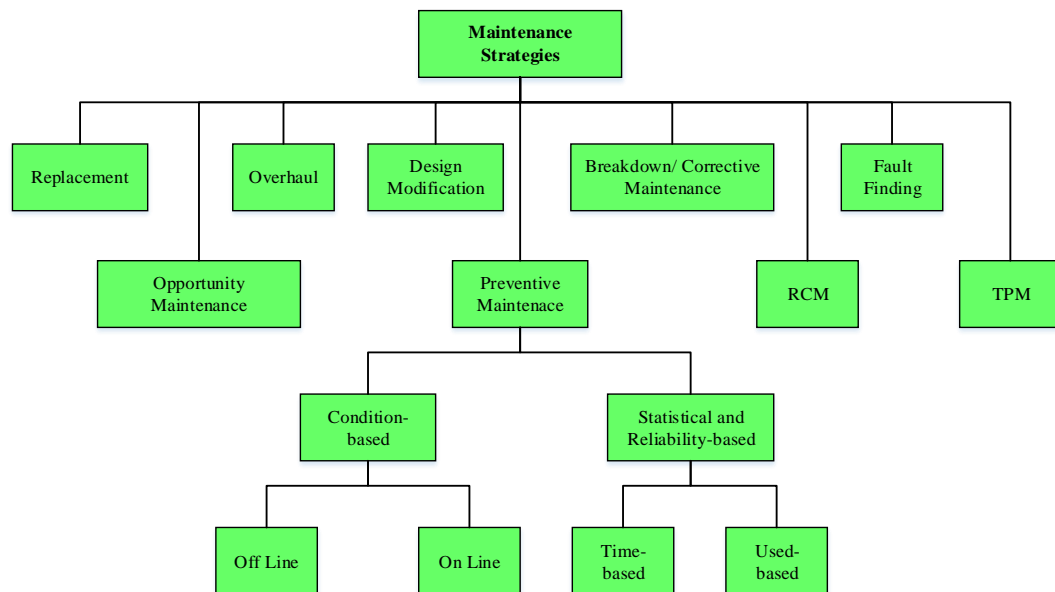 Maintenance
Strategies
Replacement
Overhaul
Design
Modification
Breakdown/ Corrective
Maintenance
Fault
Finding
Opportunity
Maintenance
Preventive
Maintenace
RCM
TPM
Condition-
based
Statistical and
Reliability-based
Off Line
On Line
Time-
based
Used-
based